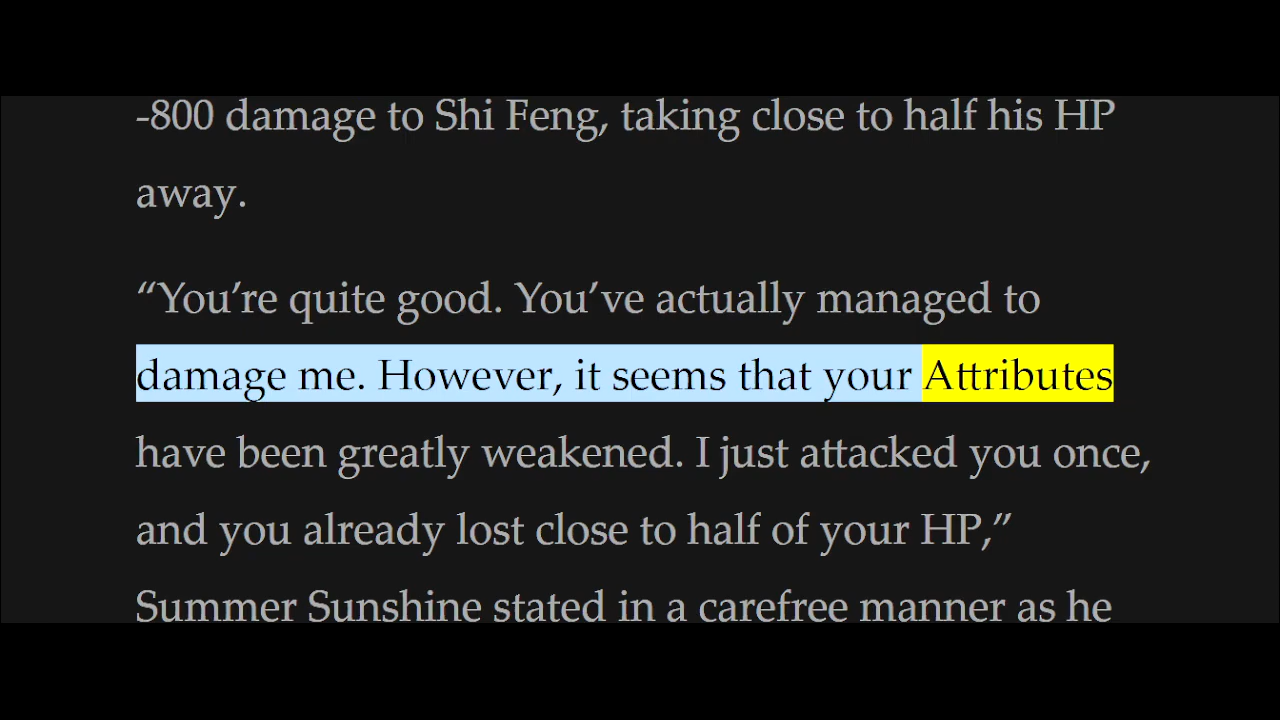 -800 damage to Shi Feng, taking close to half his HP
away.
“You’re quite good. You’ve actually managed to
damage me. However, it seems that your Attributes
have been greatly weakened. I just attacked you once,
and you already lost close to half of your HP,”
Summer Sunshine stated in a carefree manner as he